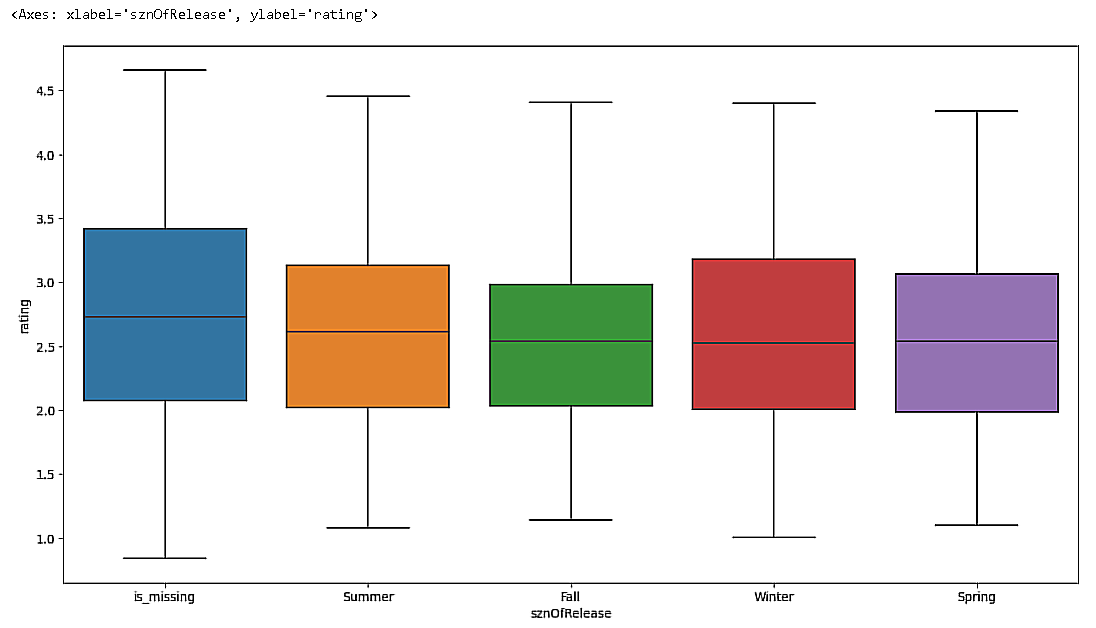 <Axes: xlabel='sznOfRelease', ylabel='rating'>
4.5
4.0
3.5
3.0
2.5
2.0
1.5
1.0
rating
is_missing Summer Fall Winter Spring
sznOfRelease